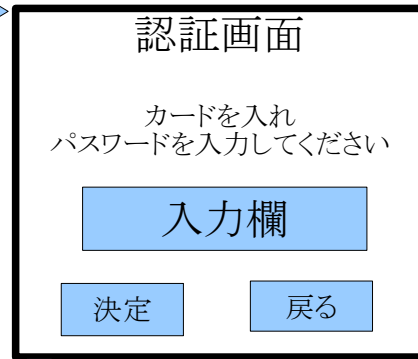 認証画面
カードを入れ
パスワードを入力してください
入力欄
決定
戻る